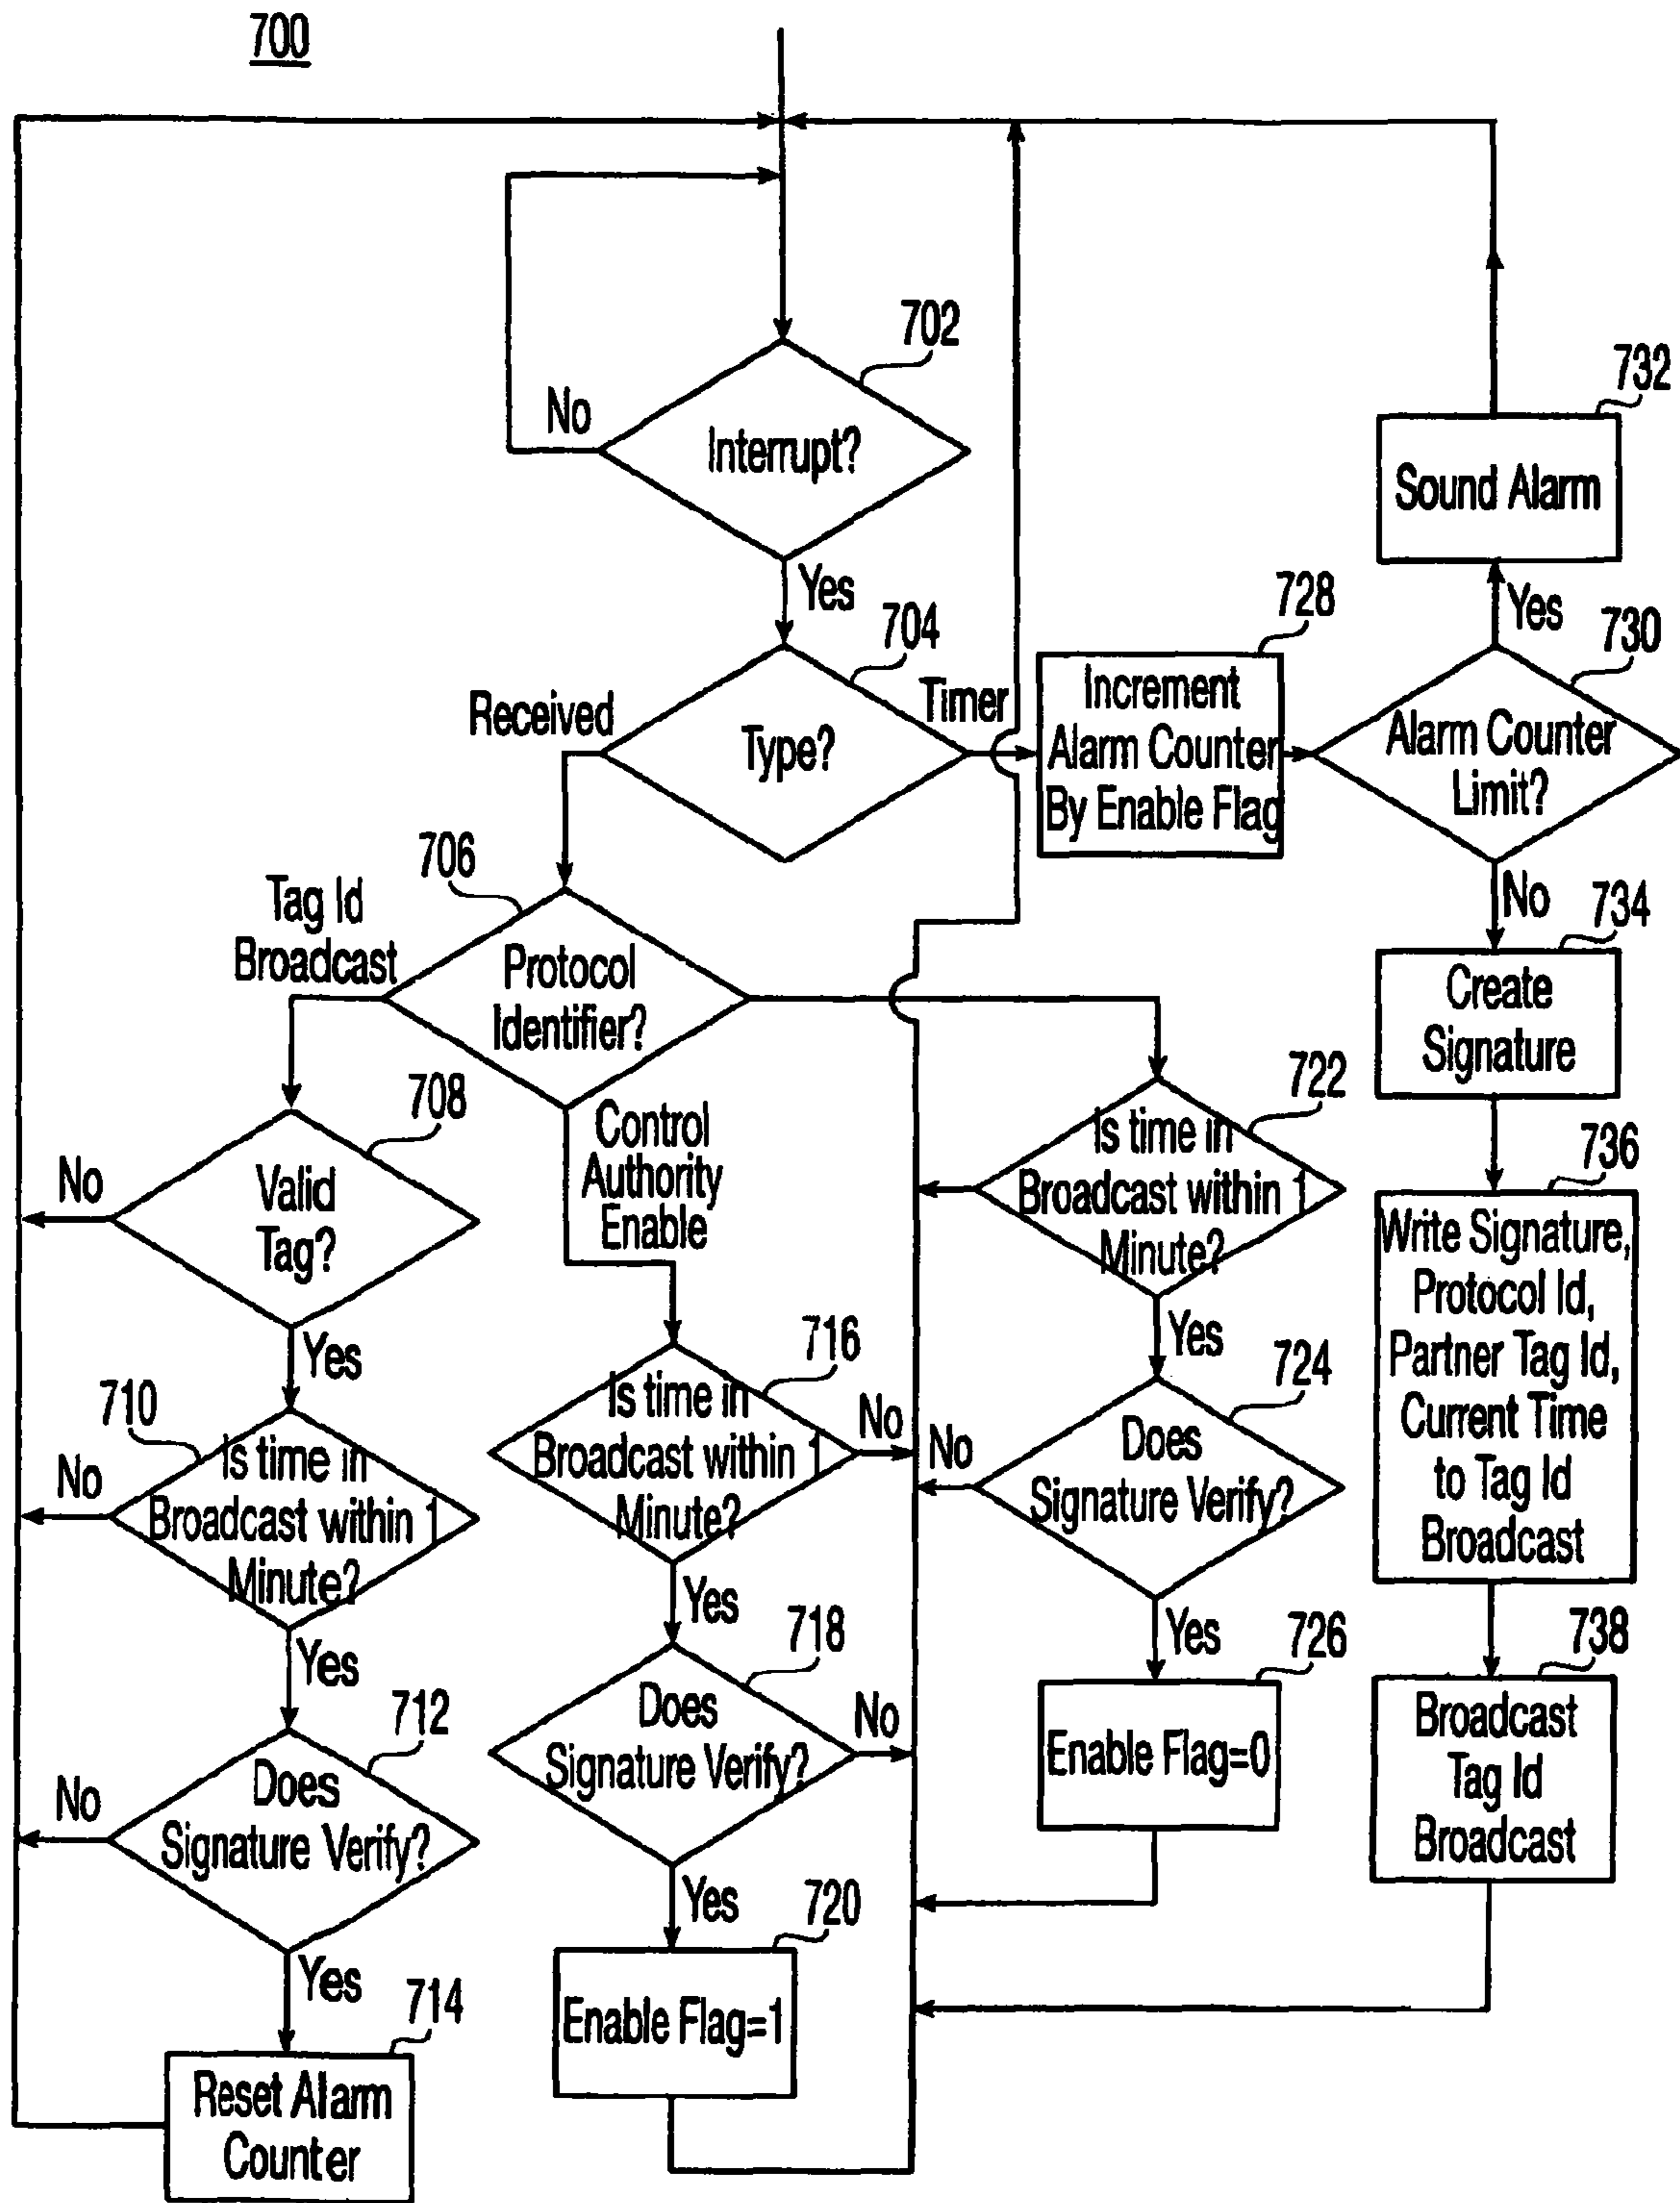 700
702
No
Interrupt?
Yes
704
Received
Timer
Type?
728
Increment
Alarm Counter
By Enable Flag
732
Sound Alarm
Yes
730
Alarm Counter
Limit?
No
734
Create
Signature
736
Write Signature,
Protocol Id,
Partner Tag Id,
Current Time
to Tag Id
Broadcast
738
Broadcast
Tag Id
Broadcast
706
Tag Id
Broadcast
Protocol
Identifier?
708
No
Valid
Tag?
Yes
710
No
Is time in
Broadcast within 1
Minute?
Yes
712
No
Does
Signature Verify?
Yes
714
Reset Alarm
Counter
Control
Authority
Enable
716
Is time in
Broadcast within 1
Minute?
No
Yes
718
Does
Signature Verify?
No
Yes
720
Enable Flag=1
722
Is time in
Broadcast within 1
Minute?
Yes
724
No
Does
Signature Verify?
Yes
726
Enable Flag=0